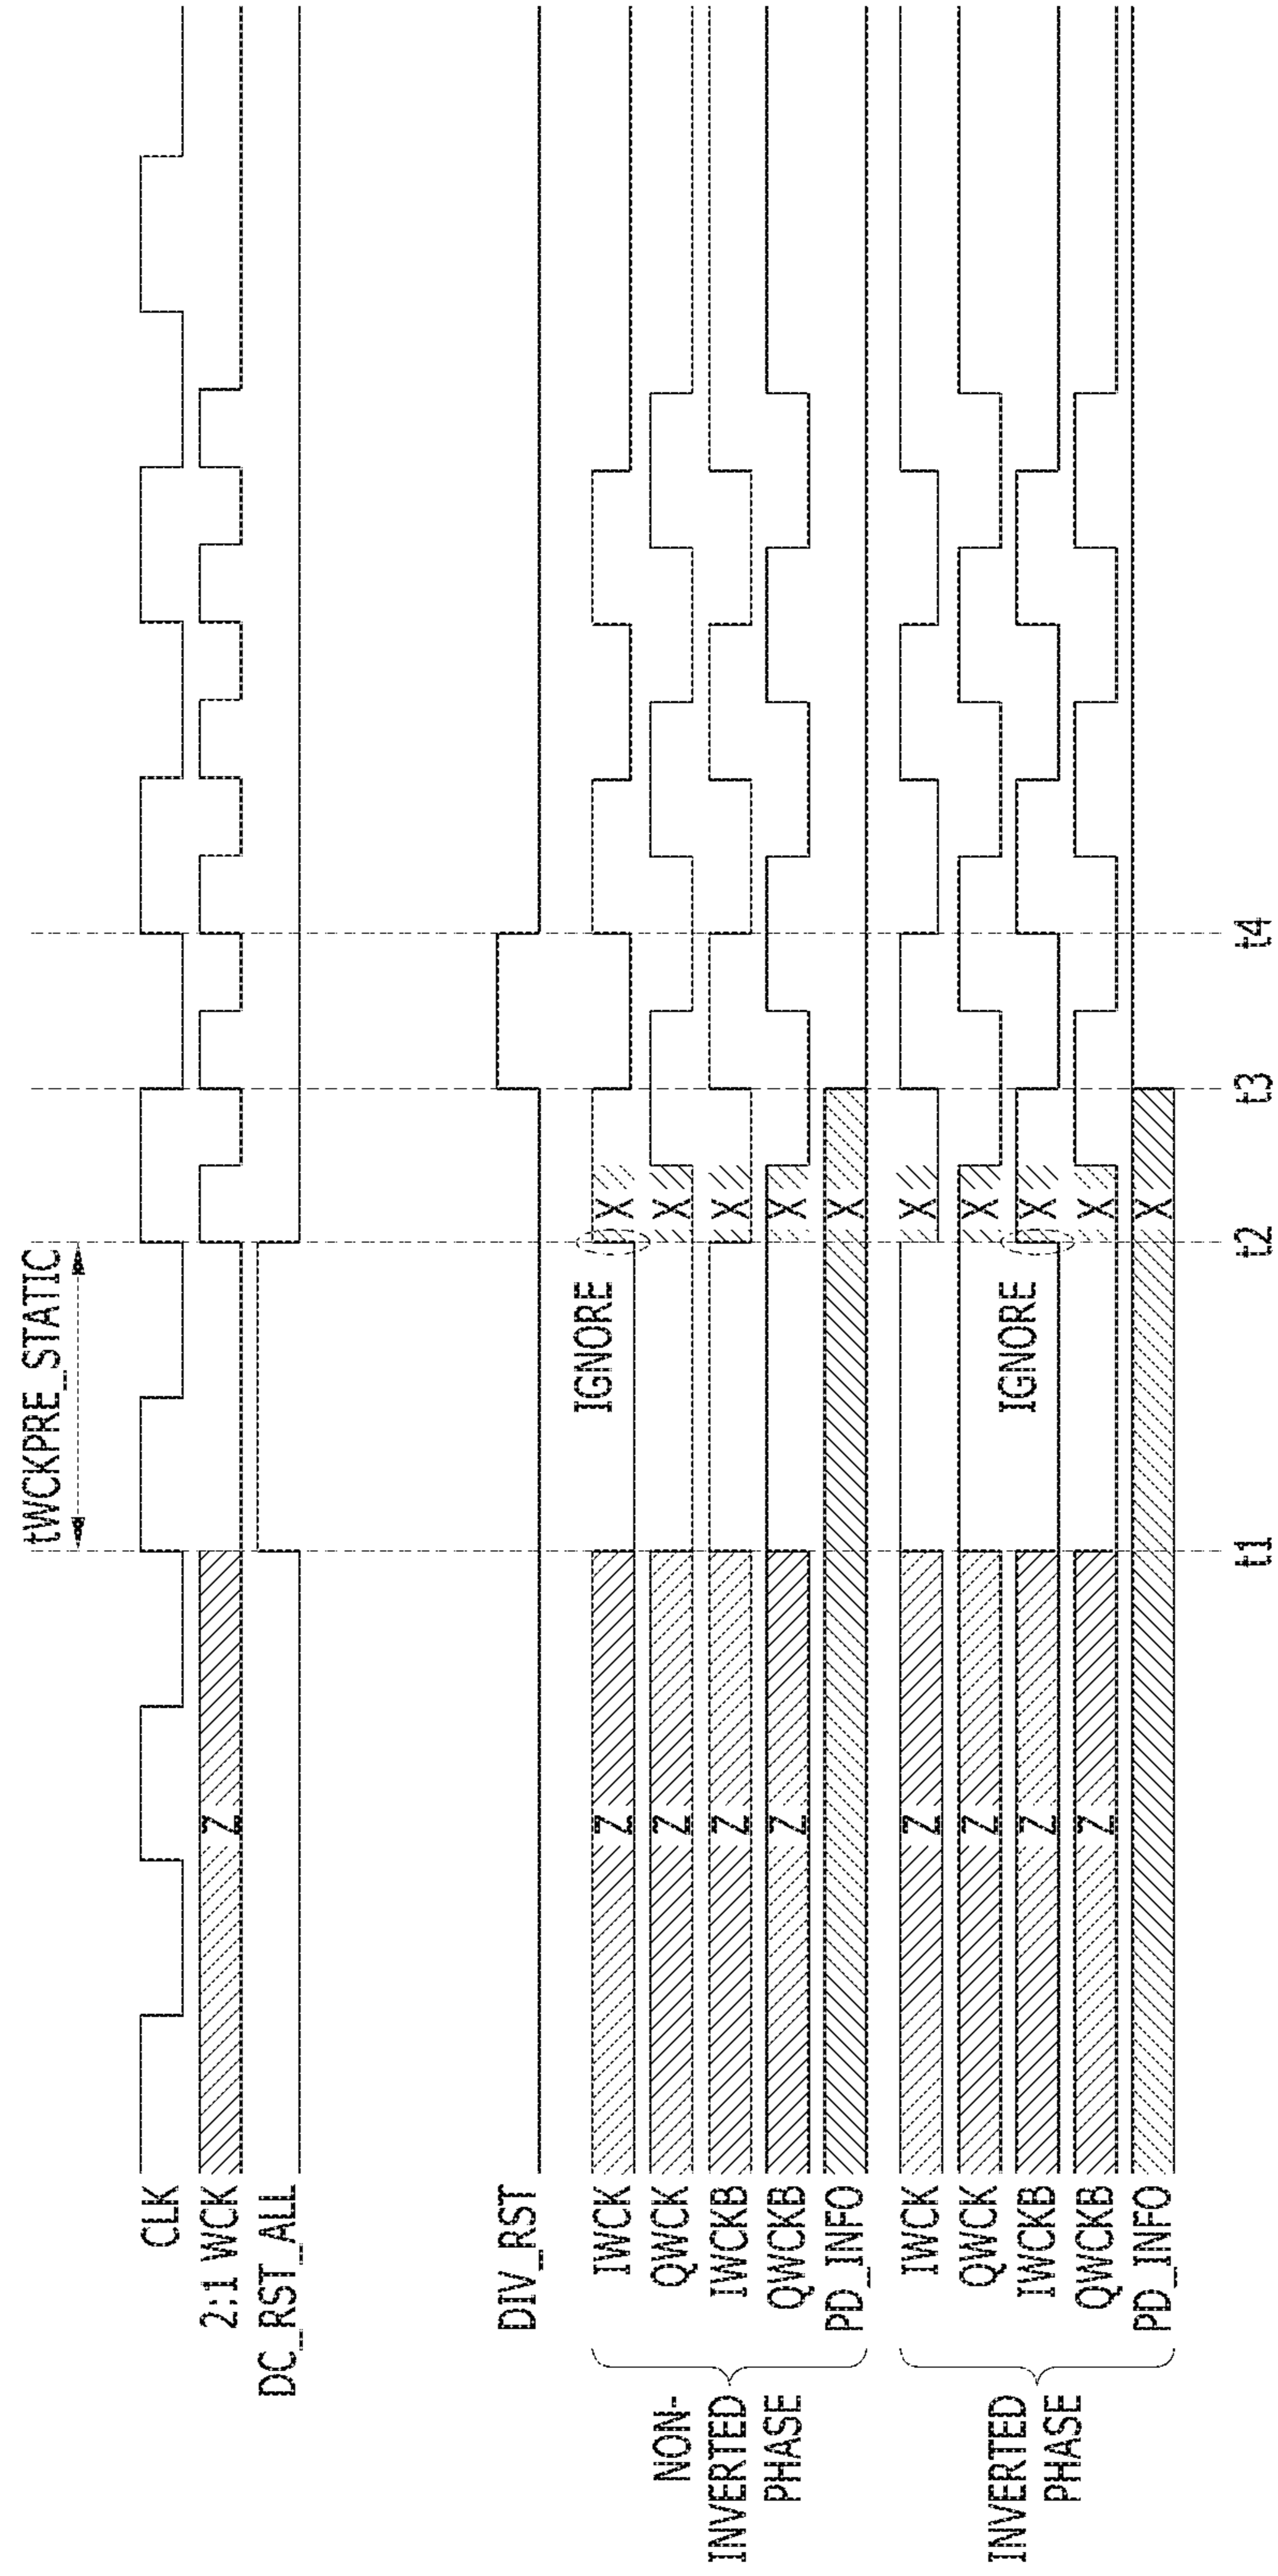 tWCKPRE_STATIC
CLK
2:1 WCK
Z
DC_RST_ALL
DIV_RST
IGNORE
NON-
INVERTED
PHASE
IWCK
Z
X
QWCK
Z
X
IWCKB
Z
X
QWCKB
Z
X
PD_INFO
X
INVERTED
PHASE
IWCK
Z
X
QWCK
Z
X
IGNORE
IWCKB
Z
X
QWCKB
Z
X
PD_INFO
X
t1
t2
t3
t4